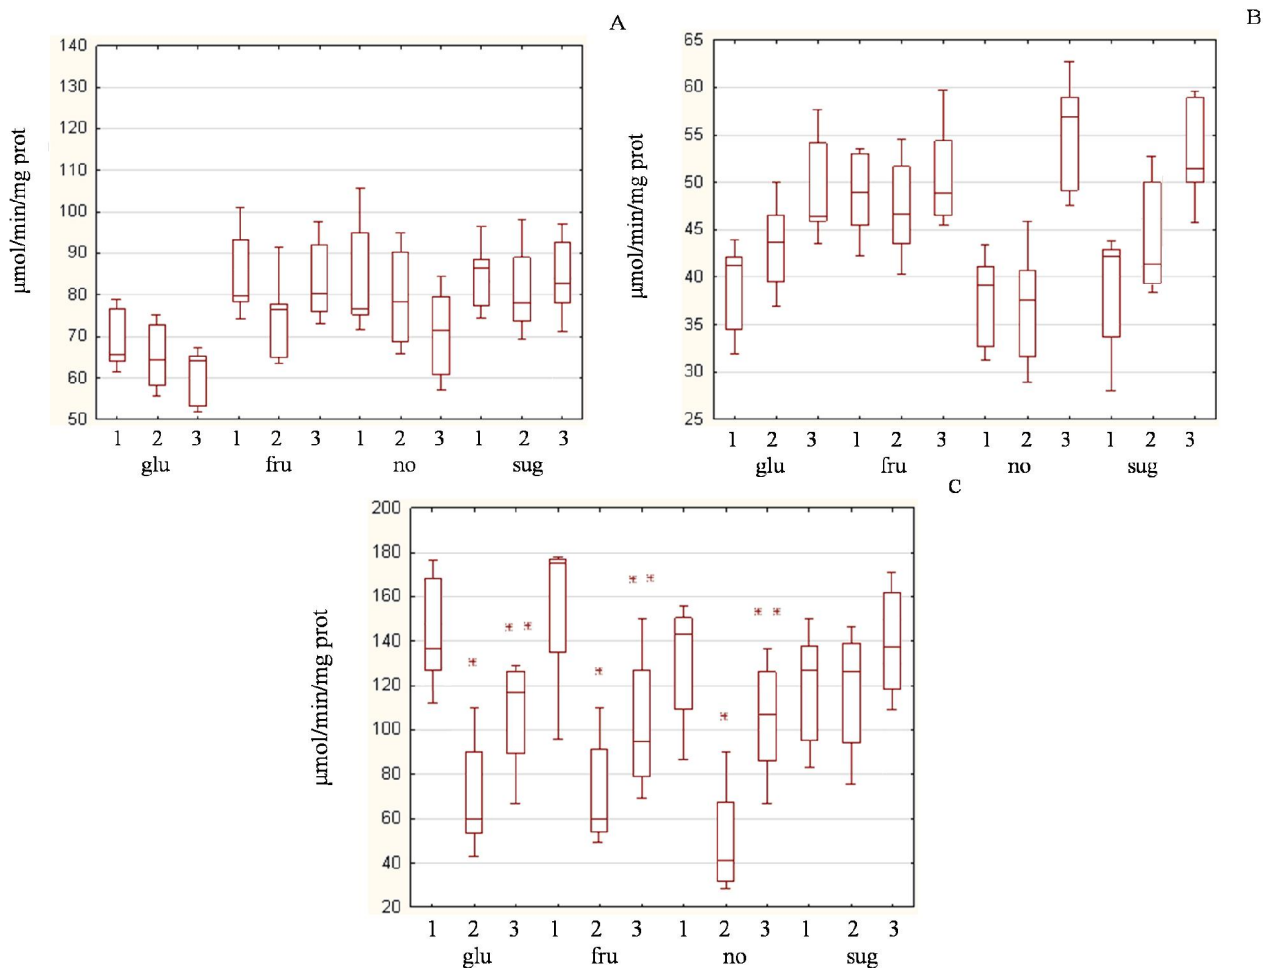 A
140
130
120
110
100
90
80
70
60
50
µmol/min/mg prot
1 2 3 1 2 3 1 2 3 1 2 3
glu fru no sug
B
65
60
55
50
45
40
35
30
25
µmol/min/mg prot
1 2 3 1 2 3 1 2 3 1 2 3
glu fru no sug
C
200
180
160
140
120
100
80
60
40
20
µmol/min/mg prot
* * * * * * * * *
1 2 3 1 2 3 1 2 3 1 2 3
glu fru no sug